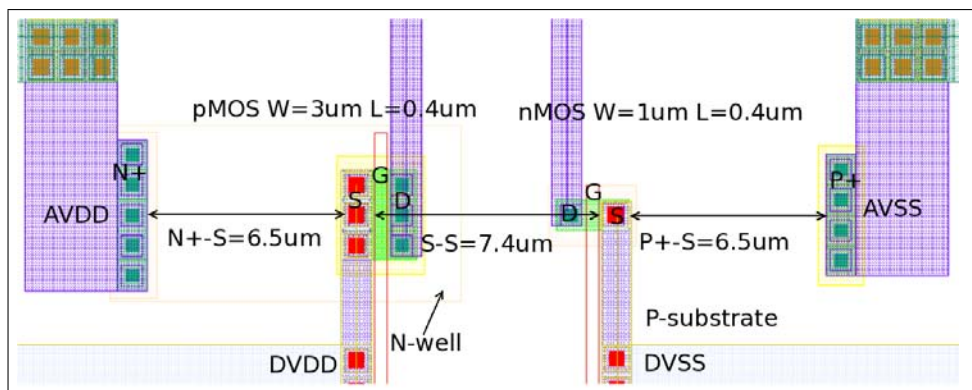 pMOS W=3um L=0.4um
nMOS W=1um L=0.4um
N+
G
S
D
G
D
S
P+
AVDD
AVSS
N+-S=6.5um
S-S=7.4um
P+-S=6.5um
N-well
P-substrate
DVDD
DVSS